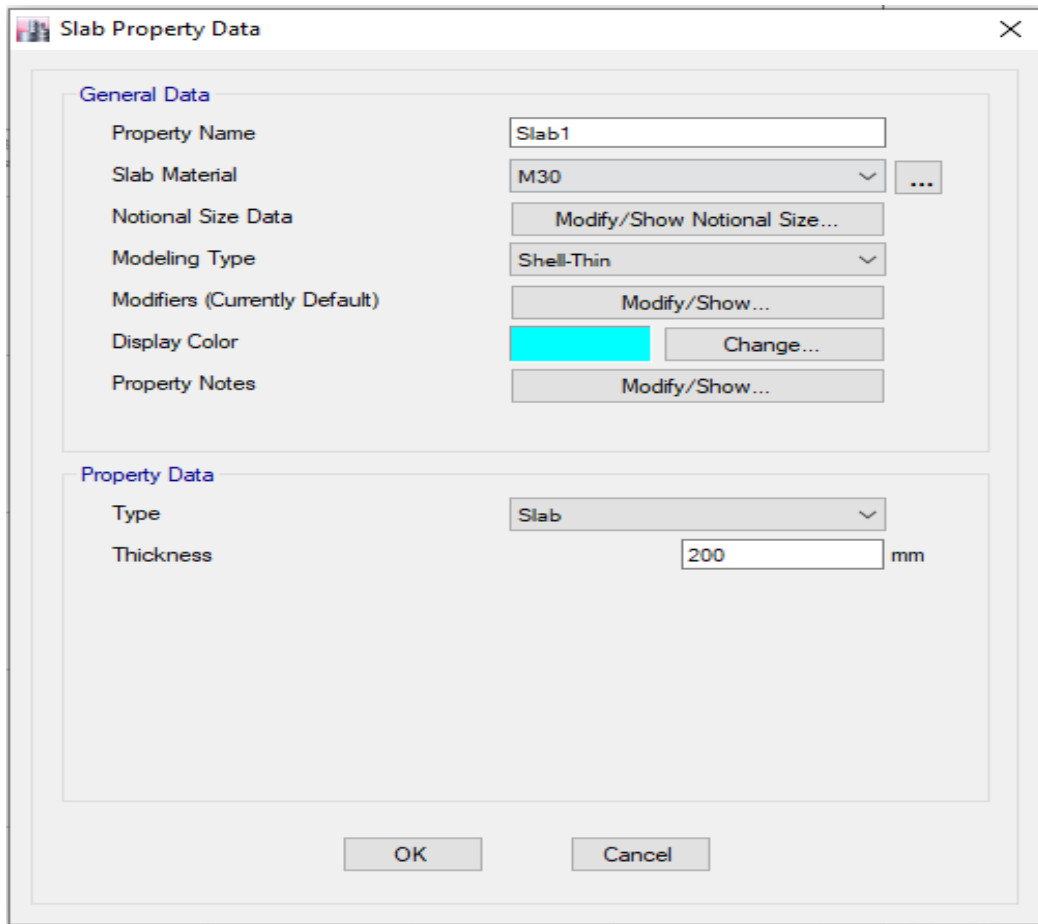 Slab Property Data
General Data
Property Name Slab1
Slab Material M30 ...
Notional Size Data Modify/Show Notional Size...
Modeling Type Shell-Thin
Modifiers (Currently Default) Modify/Show...
Display Color Change...
Property Notes Modify/Show...
Property Data
Type Slab
Thickness 200 mm
OK Cancel